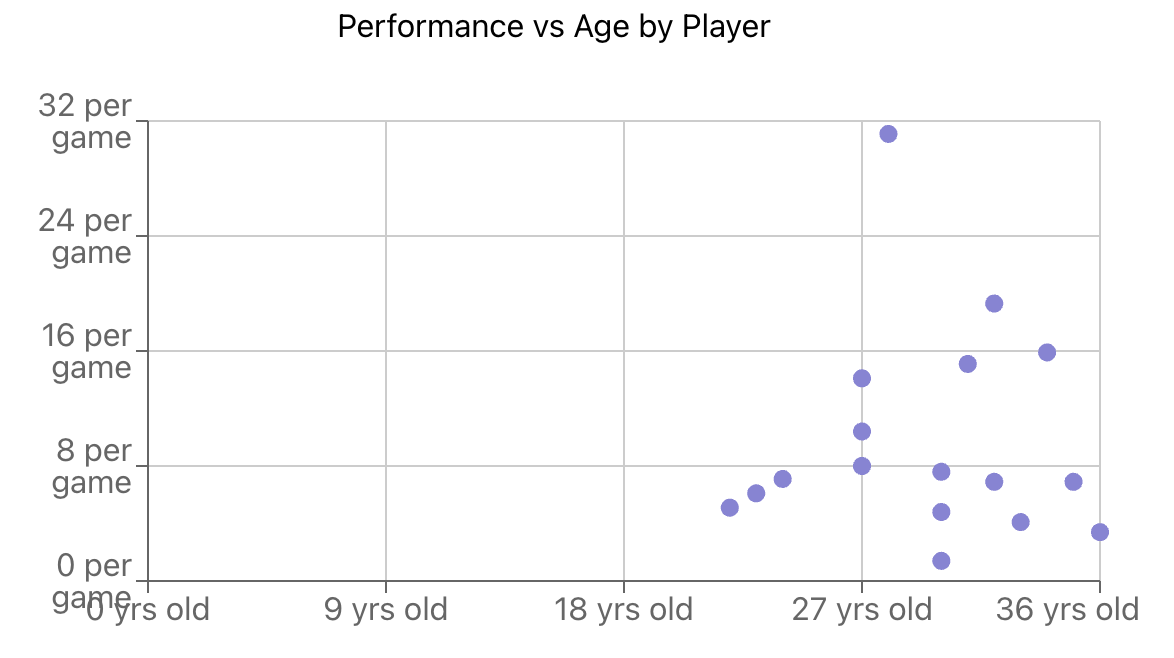 Performance vs Age by Player
32 per
game
24 per
game
16 per
game
8 per
game
0 per
game
0 yrs old
9 yrs old
18 yrs old
27 yrs old
36 yrs old